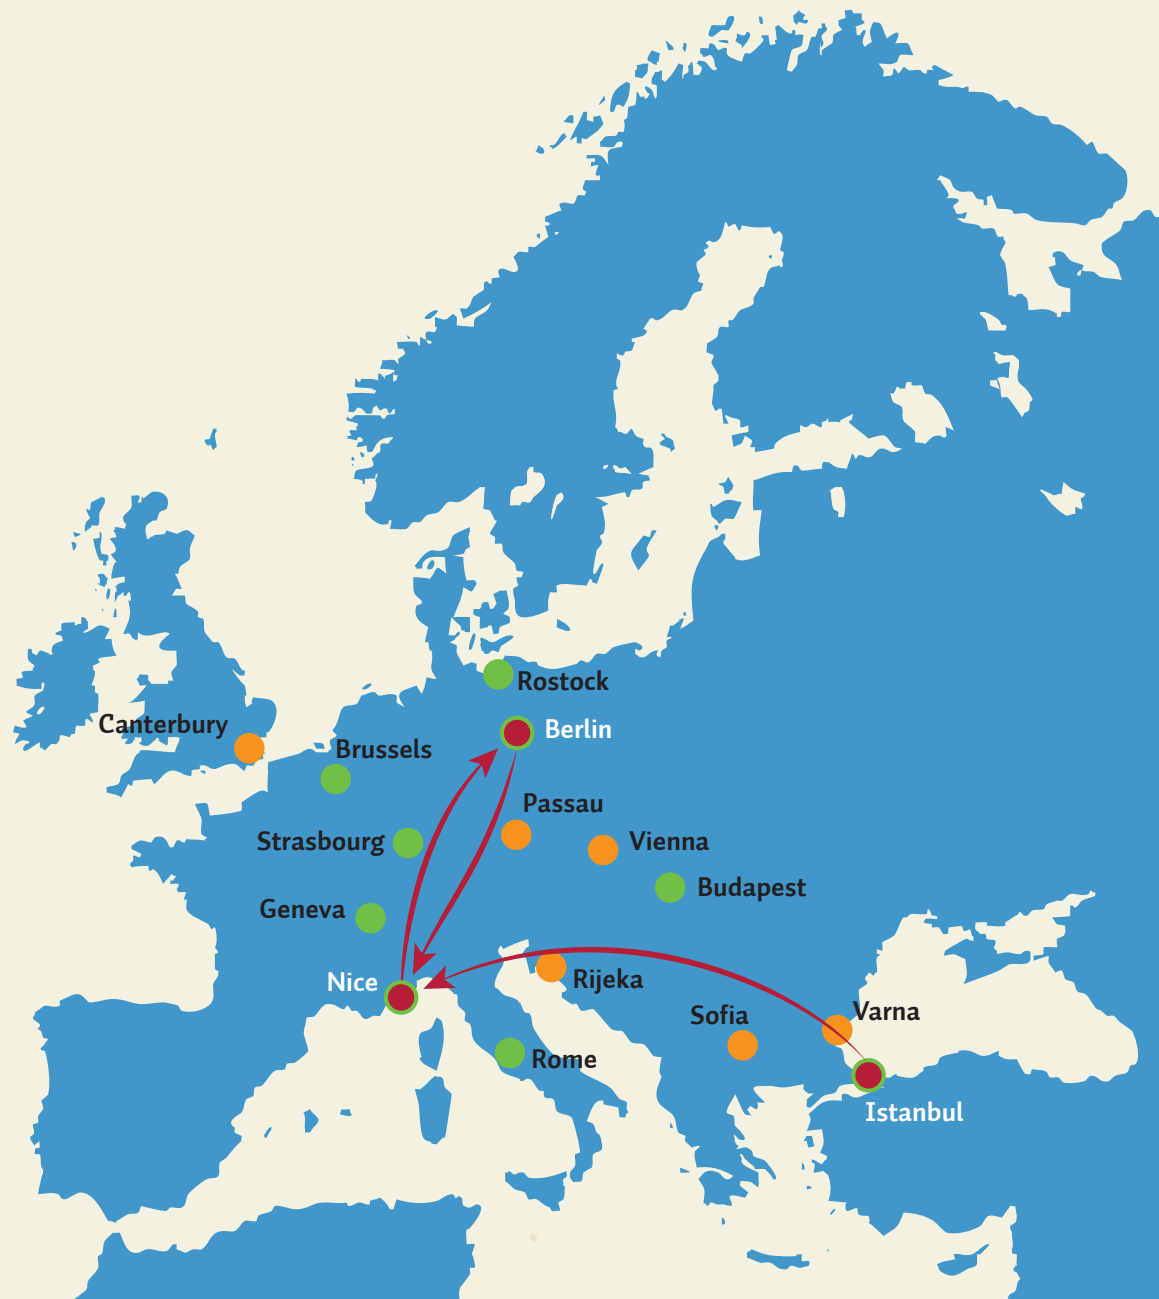 Rostock
Canterbury
Berlin
Brussels
Passau
Strasbourg
Vienna
Budapest
Geneva
Nice
Rijeka
Varna
Sofia
Rome
Istanbul